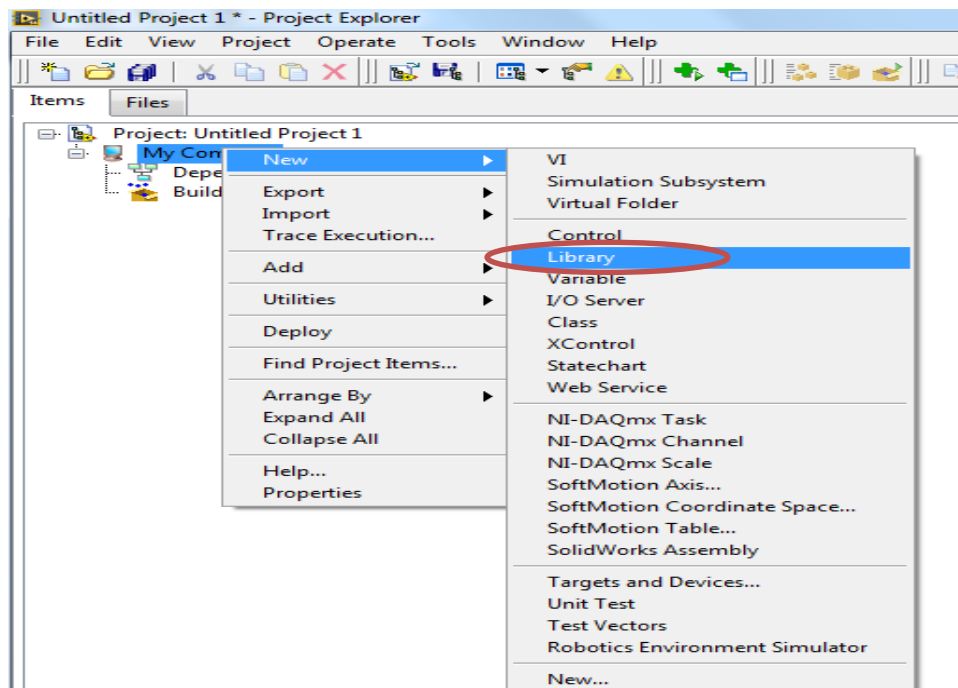 Untitled Project 1 * - Project Explorer
File Edit View Project Operate Tools Window Help
Items Files
Project: Untitled Project 1
My Com
Depe
Build
New
Export
Import
Trace Execution...
Add
Utilities
Deploy
Find Project Items...
Arrange By
Expand All
Collapse All
Help...
Properties
VI
Simulation Subsystem
Virtual Folder
Control
Library
Variable
I/O Server
Class
XControl
Statechart
Web Service
NI-DAQmx Task
NI-DAQmx Channel
NI-DAQmx Scale
SoftMotion Axis...
SoftMotion Coordinate Space...
SoftMotion Table...
SolidWorks Assembly
Targets and Devices...
Unit Test
Test Vectors
Robotics Environment Simulator
New...